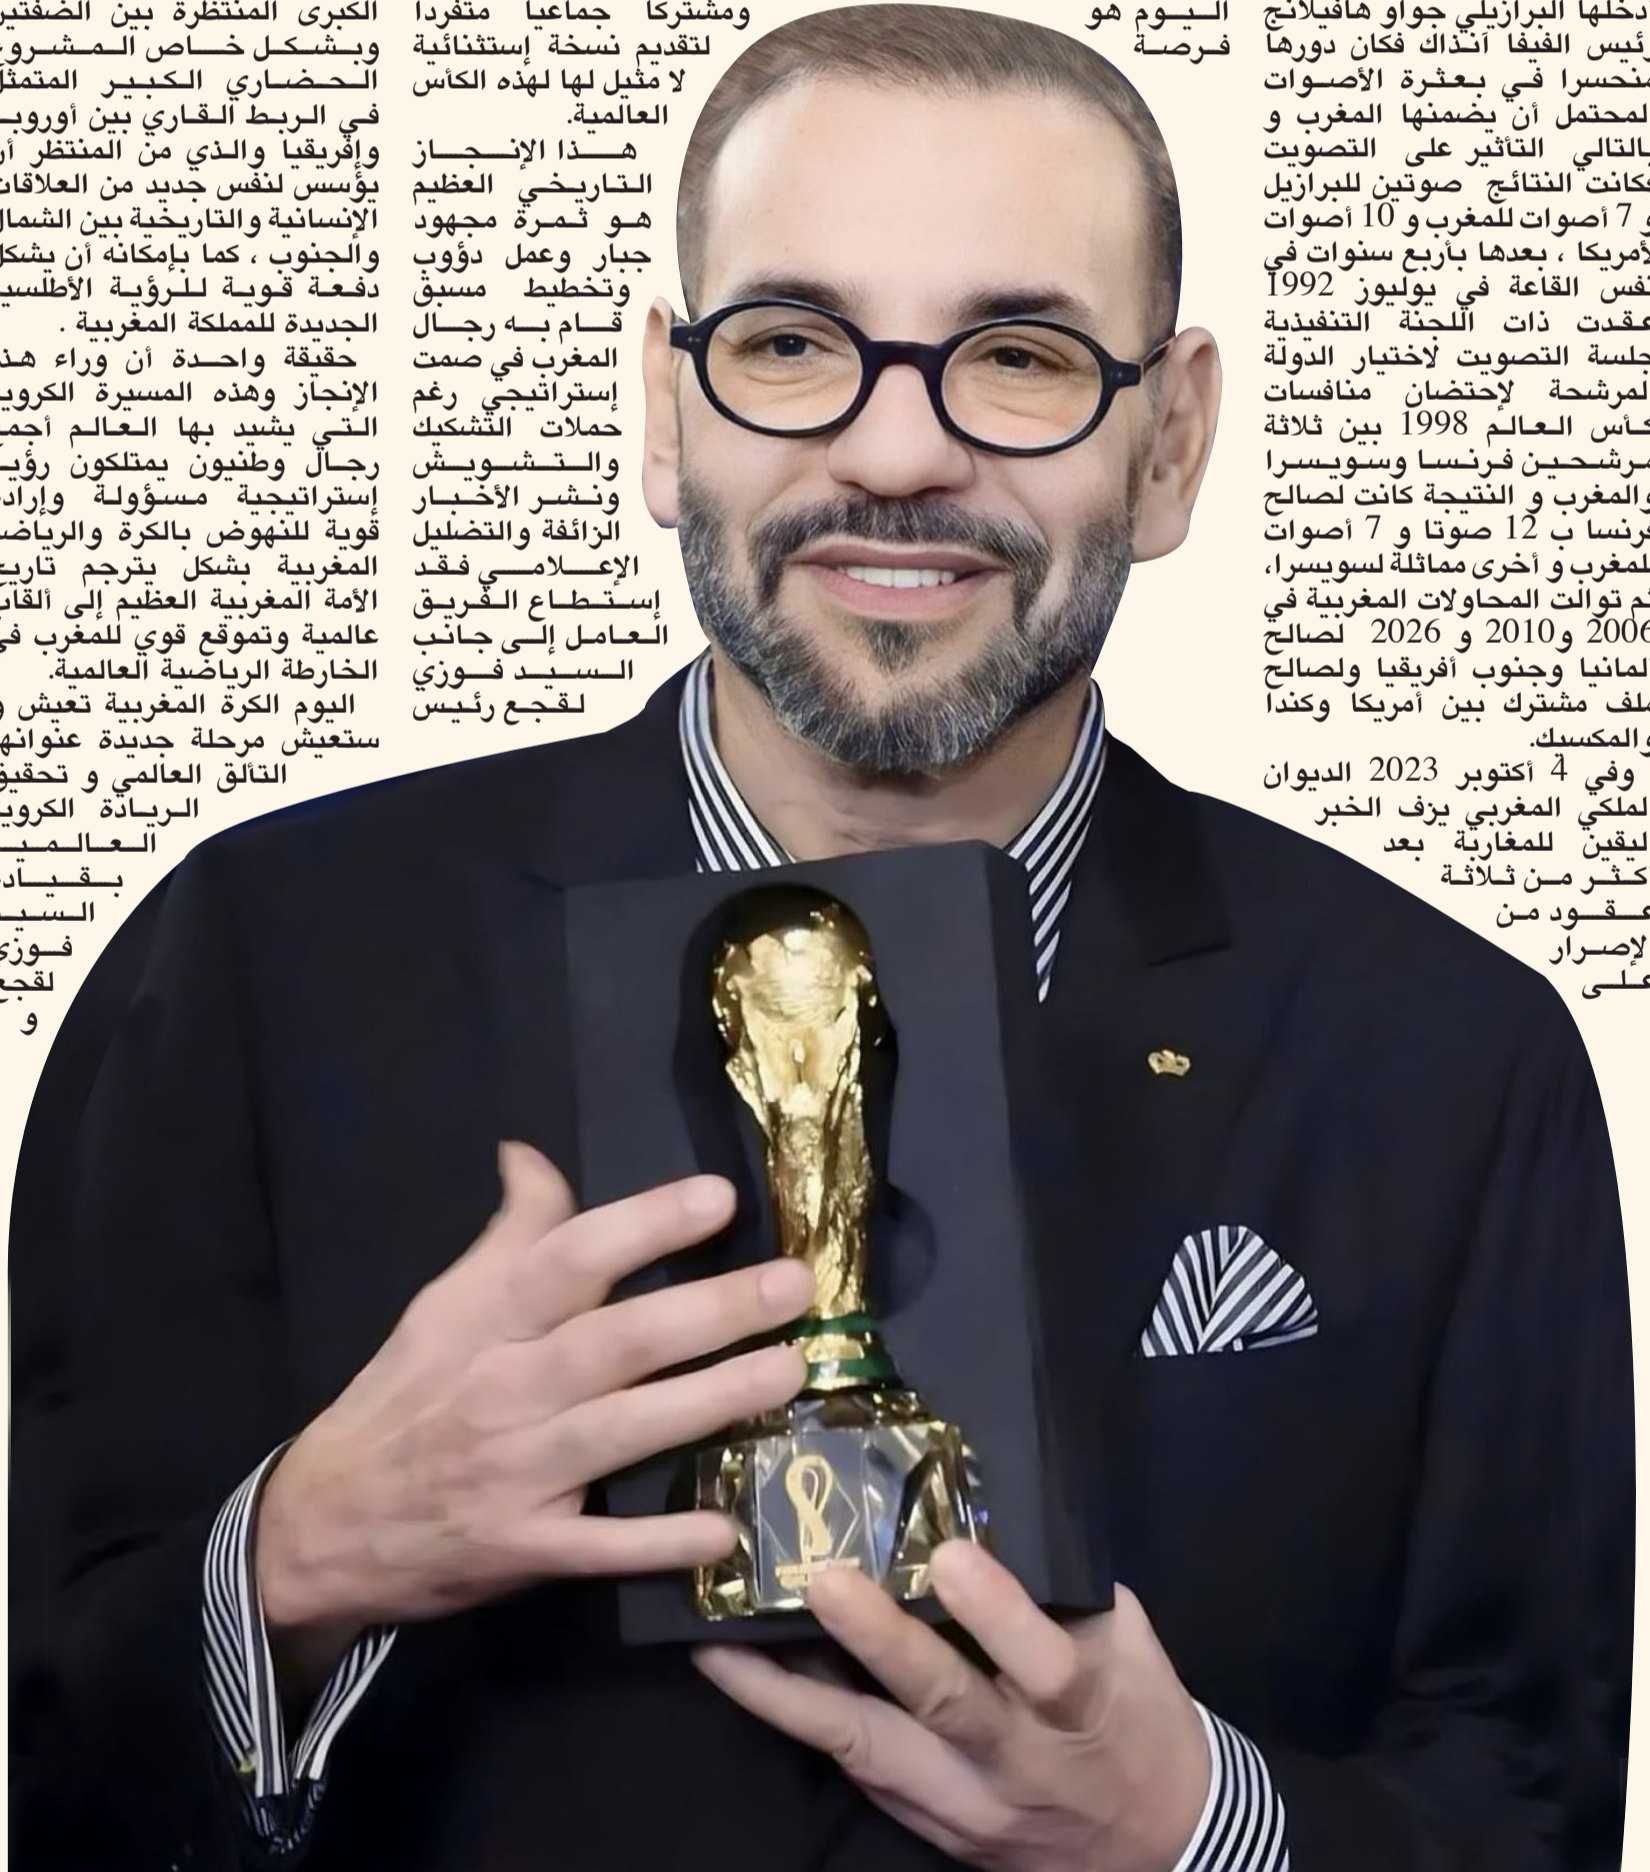 أدخلها البرازيلي جواو هافيلانج
رئيس الفيفا آنذاك فكان دورها
منحسرا في بعثرة الأصوات
المحتمل أن يضمنها المغرب و
بالتالي التأثير على التصويت
فكانت النتائج صوتين للبرازيل
و 7 أصوات للمغرب و 10 أصوات
لأمريكا ، بعدها بأربع سنوات في
نفس القاعة في يوليوز 1992
عقدت ذات اللجنة التنفيذية
جلسة التصويت لاختيار الدولة
المرشحة لإحتضان منافسات
كأس العالم 1998 بين ثلاثة
مرشحين فرنسا وسويسرا
والمغرب و النتيجة كانت لصالح
فرنسا ب 12 صوتا و 7 أصوات
للمغرب و أخرى مماثلة لسويسرا،
ثم توالت المحاولات المغربية في
2006 و2010 و 2026 لصالح
ألمانيا وجنوب أفريقيا ولصالح
ملف مشترك بين أمريكا وكندا
والمكسيك.
وفي 4 أكتوبر 2023 الديوان
الملكي المغربي يزف الخبر
اليقين للمغاربة بعد
أكثر من ثلاثة
عقود من
الإصرار
على
اليوم هو
فرصة
ومشتركا جماعيا متفردا
لتقديم نسخة إستثنائية
لا مثيل لها لهذه الكأس
العالمية.
هذا الإنجاز
التاريخي العظيم
هو ثمرة مجهود
جبار وعمل دؤوب
وتخطيط مسبق
قام به رجال
المغرب في صمت
إستراتيجي رغم
حملات التشكيك
والتشويش
ونشر الأخبار
الزائفة والتضليل
الإعلامي فقد
إستطاع الفريق
العامل إلى جانب
السيد فوزي
لقجع رئيس
الكبرى المنتظرة بين الضفتين
وبشكل خاص المشروع
الحضاري الكبير المتمثل
في الربط القاري بين أوروبا
وإفريقيا والذي من المنتظر أن
يؤسس لنفس جديد من العلاقات
الإنسانية والتاريخية بين الشمال
والجنوب ، كما بإمكانه أن يشكل
دفعة قوية للرؤية الأطلسية
الجديدة للمملكة المغربية .
حقيقة واحدة أن وراء هذا
الإنجاز وهذه المسيرة الكروية
التي يشيد بها العالم أجمع
رجال وطنيون يمتلكون رؤية
إستراتيجية مسؤولة وإرادة
قوية للنهوض بالكرة والرياضة
المغربية بشكل يترجم تاريخ
الأمة المغربية العظيم إلى ألقاب
عالمية وتموقع قوي للمغرب في
الخارطة الرياضية العالمية.
اليوم الكرة المغربية تعيش و
ستعيش مرحلة جديدة عنوانها
التألق العالمي و تحقيق
الريادة الكروية
العالمية
بقيادة
السيد
فوزي
لقجع
و